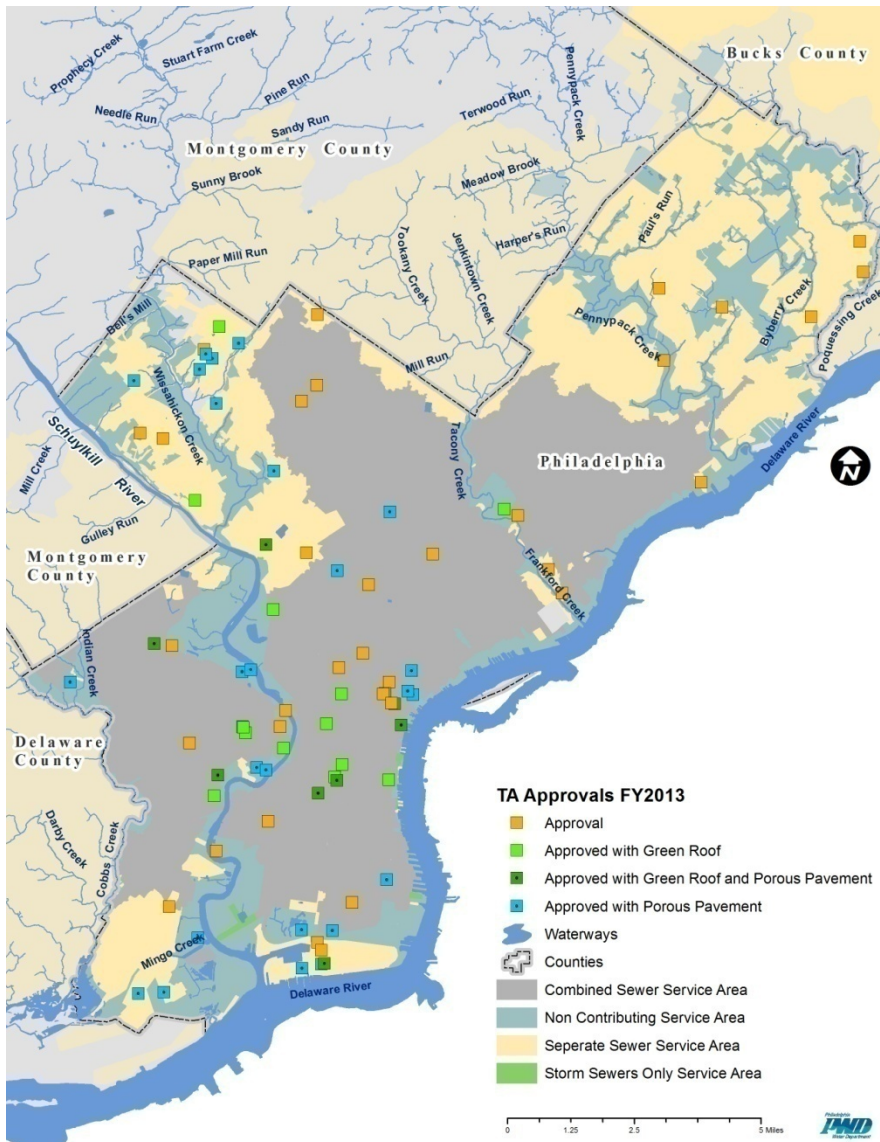 Bucks County
Prophecy Creek
Stuart Farm Creek
Pine Run
Needle Run
Sandy Run
Terwood Run
Pennypack Creek
Montgomery County
Sunny Brook
Meadow Brook
Paul's Run
Harper's Run
Tookany Creek
Jenkintown Creek
Paper Mill Run
Bell's Mill
Pennypack Creek
Byberry Creek
Poquessing Creek
Mill Run
Wissahickon Creek
Schuylkill
River
Mill Creek
Tacony Creek
Philadelphia
Delaware River
N
Gulley Run
Montgomery
County
Frankford Creek
Indian Creek
Delaware
County
Darby Creek
Cobbs Creek
Mingo Creek
Delaware River
TA Approvals FY2013
Approval
Approved with Green Roof
Approved with Green Roof and Porous Pavement
Approved with Porous Pavement
Waterways
Counties
Combined Sewer Service Area
Non Contributing Service Area
Seperate Sewer Service Area
Storm Sewers Only Service Area
0 1.25 2.5 5 Miles
Philadelphia
PWD
Water Department